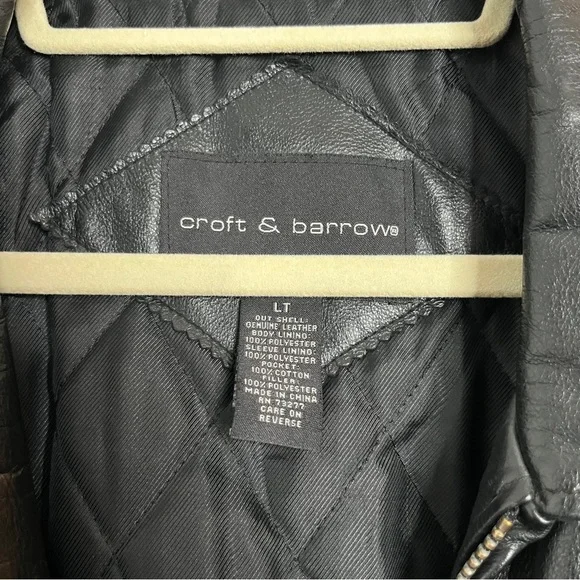 croft & barrow®
LT
OUT SHELL:
GENUINE LEATHER
BODY LINING:
100% POLYESTER
SLEEVE LINING:
100% POLYESTER
POCKET:
100% COTTON
FILLER:
100% POLYESTER
MADE IN CHINA
RN 73277
CARE ON
REVERSE